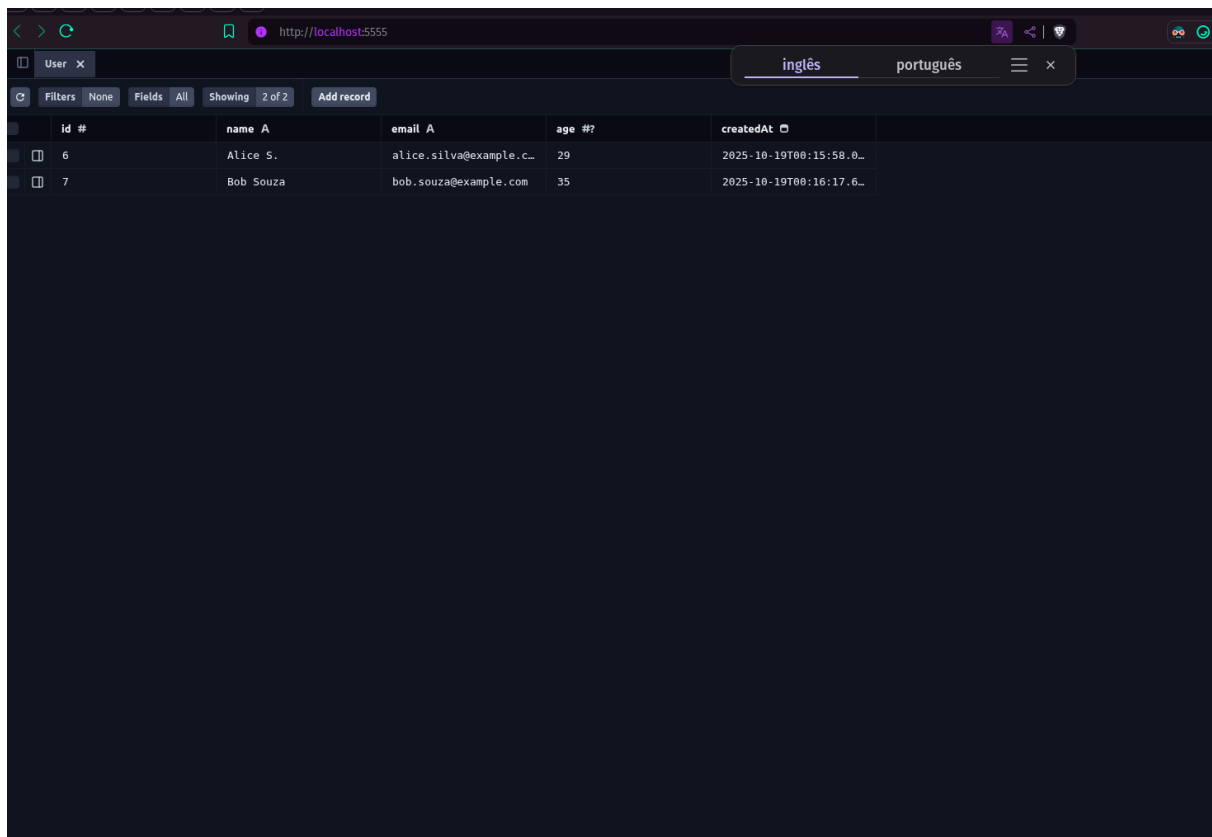 http://localhost:5555
User
inglês português
Filters None Fields All Showing 2 of 2 Add record
id # name A email A age #? createdAt
6 Alice S. alice.silva@example.c… 29 2025-10-19T00:15:58.0…
7 Bob Souza bob.souza@example.com 35 2025-10-19T00:16:17.6…